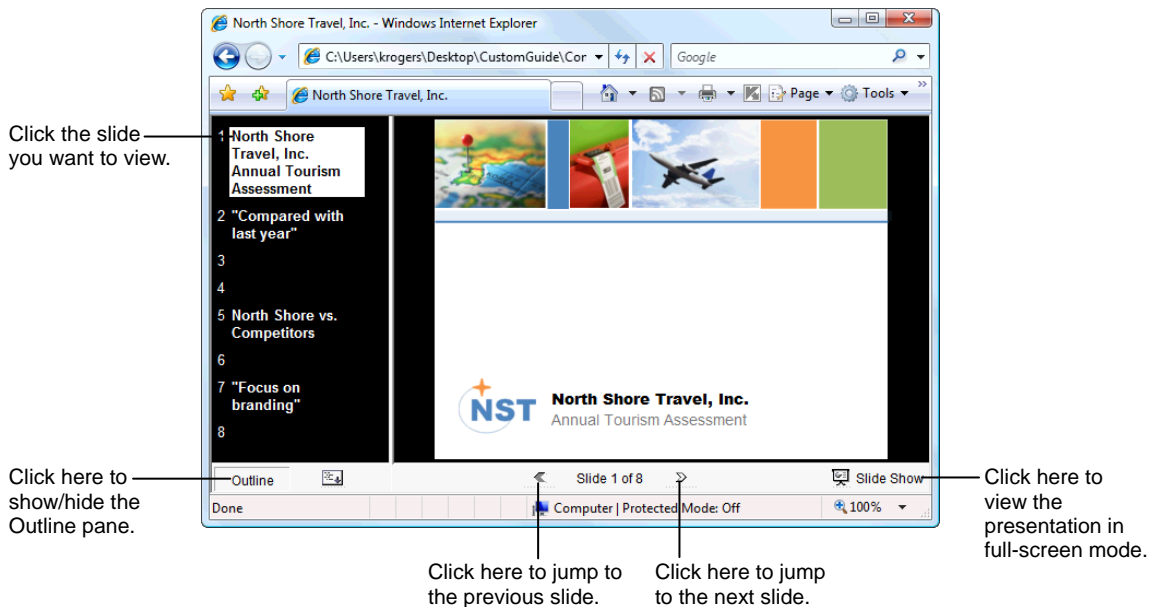 North Shore Travel, Inc. - Windows Internet Explorer
C:\Users\krogers\Desktop\CustomGuide\Cor
Google
North Shore Travel, Inc.
Page
Tools
Click the slide
you want to view.
1 North Shore
Travel, Inc.
Annual Tourism
Assessment
2 "Compared with
last year"
3
4
5 North Shore vs.
Competitors
6
7 "Focus on
branding"
8
NST
North Shore Travel, Inc.
Annual Tourism Assessment
Click here to
show/hide the
Outline pane.
Outline
Slide 1 of 8
Slide Show
Done
Computer | Protected Mode: Off
100%
Click here to
view the
presentation in
full-screen mode.
Click here to jump to
the previous slide.
Click here to jump
to the next slide.